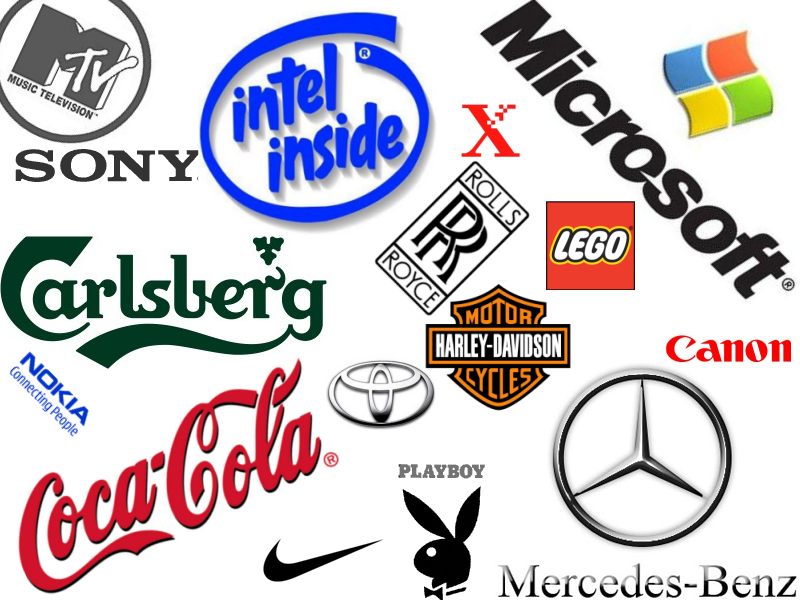 MTV
MUSIC TELEVISION™
SONY
intel®
inside
Microsoft®
X
ROLLS
RR
ROYCE
LEGO®
Carlsberg
MOTOR
HARLEY-DAVIDSON
CYCLES
Canon
NOKIA
Connecting People
Coca-Cola®
PLAYBOY
Mercedes-Benz